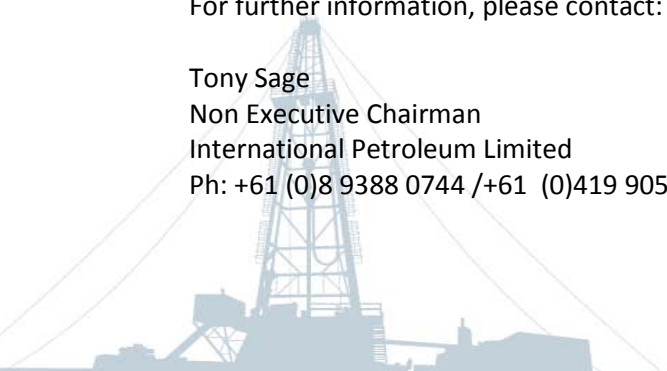 For further information, please contact:
Tony Sage
Non Executive Chairman
International Petroleum Limited
Ph: +61 (0)8 9388 0744 /+61  (0)419 905